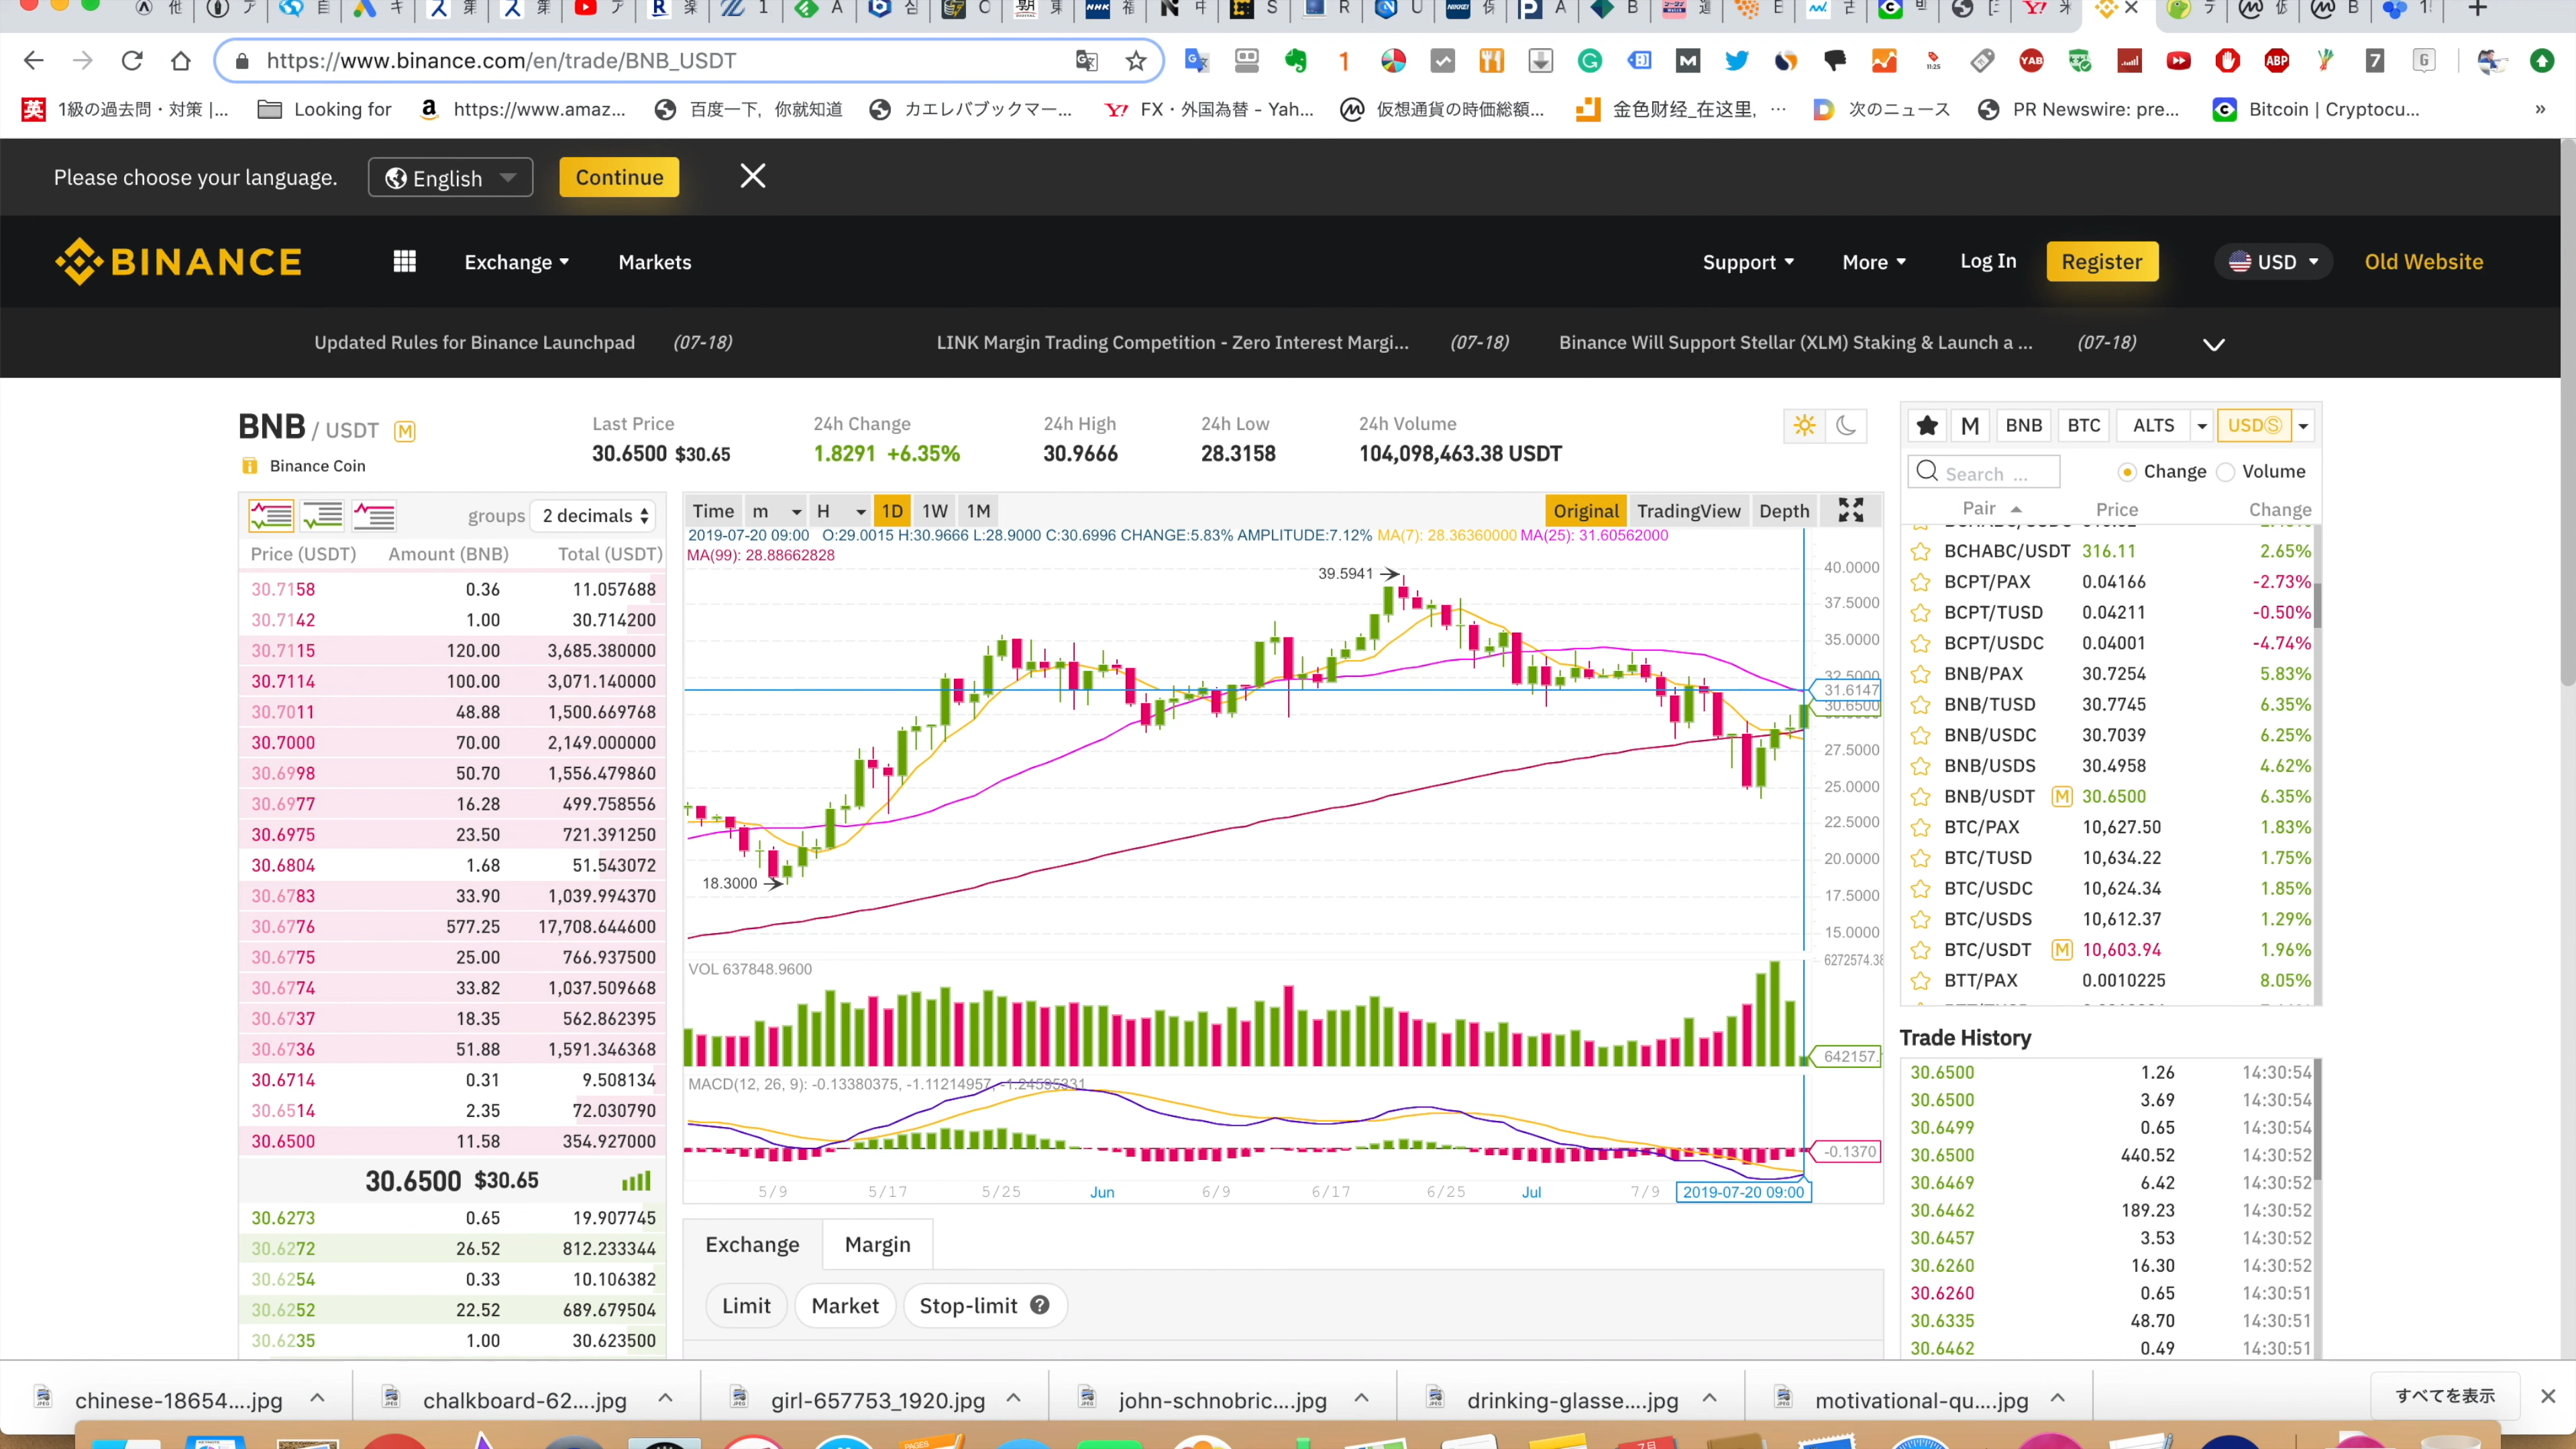 https://www.binance.com/en/trade/BNB_USDT
1級の過去問・対策 |...
Looking for
https://www.amaz...
百度一下，你就知道
カエレバブックマー...
FX・外国為替 - Yah...
仮想通貨の時価総額...
金色财经_在这里, ...
次のニュース
PR Newswire: pre...
Bitcoin | Cryptocu...
»
Please choose your language.
English
Continue
BINANCE
Exchange
Markets
Support
More
Log In
Register
USD
Old Website
Updated Rules for Binance Launchpad (07-18)
LINK Margin Trading Competition - Zero Interest Margi... (07-18)
Binance Will Support Stellar (XLM) Staking & Launch a ... (07-18)
BNB / USDT M
Binance Coin
Last Price
30.6500 $30.65
24h Change
1.8291 +6.35%
24h High
30.9666
24h Low
28.3158
24h Volume
104,098,463.38 USDT
groups 2 decimals
Price (USDT) Amount (BNB) Total (USDT)
30.7158 0.36 11.057688
30.7142 1.00 30.714200
30.7115 120.00 3,685.380000
30.7114 100.00 3,071.140000
30.7011 48.88 1,500.669768
30.7000 70.00 2,149.000000
30.6998 50.70 1,556.479860
30.6977 16.28 499.758556
30.6975 23.50 721.391250
30.6804 1.68 51.543072
30.6783 33.90 1,039.994370
30.6776 577.25 17,708.644600
30.6775 25.00 766.937500
30.6774 33.82 1,037.509668
30.6737 18.35 562.862395
30.6736 51.88 1,591.346368
30.6714 0.31 9.508134
30.6514 2.35 72.030790
30.6500 11.58 354.927000
30.6500 $30.65
30.6273 0.65 19.907745
30.6272 26.52 812.233344
30.6254 0.33 10.106382
30.6252 22.52 689.679504
30.6235 1.00 30.623500
Time m H 1D 1W 1M
Original TradingView Depth
2019-07-20 09:00 O:29.0015 H:30.9666 L:28.9000 C:30.6996 CHANGE:5.83% AMPLITUDE:7.12% MA(7): 28.36360000 MA(25): 31.60562000
MA(99): 28.88662828
39.5941
18.3000
40.0000
37.5000
35.0000
32.5000
31.6147
30.6500
27.5000
25.0000
22.5000
20.0000
17.5000
15.0000
VOL 637848.9600
6272574.38
642157.
MACD(12, 26, 9): -0.13380375, -1.11214957, -1.24595331
-0.1370
5/9 5/17 5/25 Jun 6/9 6/17 6/25 Jul 7/9 2019-07-20 09:00
Exchange
Margin
Limit
Market
Stop-limit ?
M BNB BTC ALTS USDⓈ
Search ...
Change Volume
Pair Price Change
BCHABC/USDT 316.11 2.65%
BCPT/PAX 0.04166 -2.73%
BCPT/TUSD 0.04211 -0.50%
BCPT/USDC 0.04001 -4.74%
BNB/PAX 30.7254 5.83%
BNB/TUSD 30.7745 6.35%
BNB/USDC 30.7039 6.25%
BNB/USDS 30.4958 4.62%
BNB/USDT M 30.6500 6.35%
BTC/PAX 10,627.50 1.83%
BTC/TUSD 10,634.22 1.75%
BTC/USDC 10,624.34 1.85%
BTC/USDS 10,612.37 1.29%
BTC/USDT M 10,603.94 1.96%
BTT/PAX 0.0010225 8.05%
Trade History
30.6500 1.26 14:30:54
30.6500 3.69 14:30:54
30.6499 0.65 14:30:54
30.6500 440.52 14:30:52
30.6469 6.42 14:30:52
30.6462 189.23 14:30:52
30.6457 3.53 14:30:52
30.6260 16.30 14:30:52
30.6260 0.65 14:30:51
30.6335 48.70 14:30:51
30.6462 0.49 14:30:51
chinese-18654....jpg
chalkboard-62....jpg
girl-657753_1920.jpg
john-schnobric....jpg
drinking-glasse....jpg
motivational-qu....jpg
すべてを表示